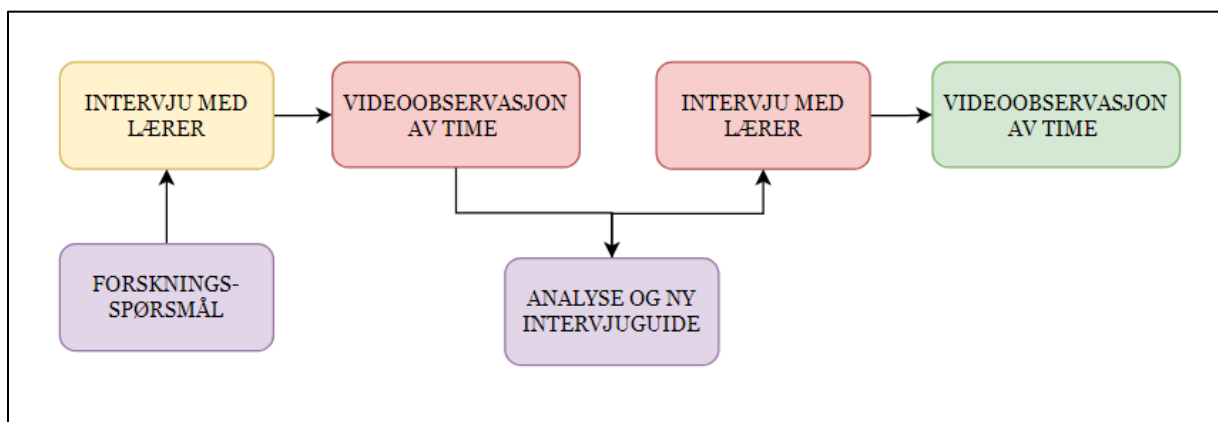 INTERVJU MED
LÆRER
VIDEOOBSERVASJON
AV TIME
INTERVJU MED
LÆRER
VIDEOOBSERVASJON
AV TIME
FORSKNINGS-
SPØRSMÅL
ANALYSE OG NY
INTERVJUGUIDE